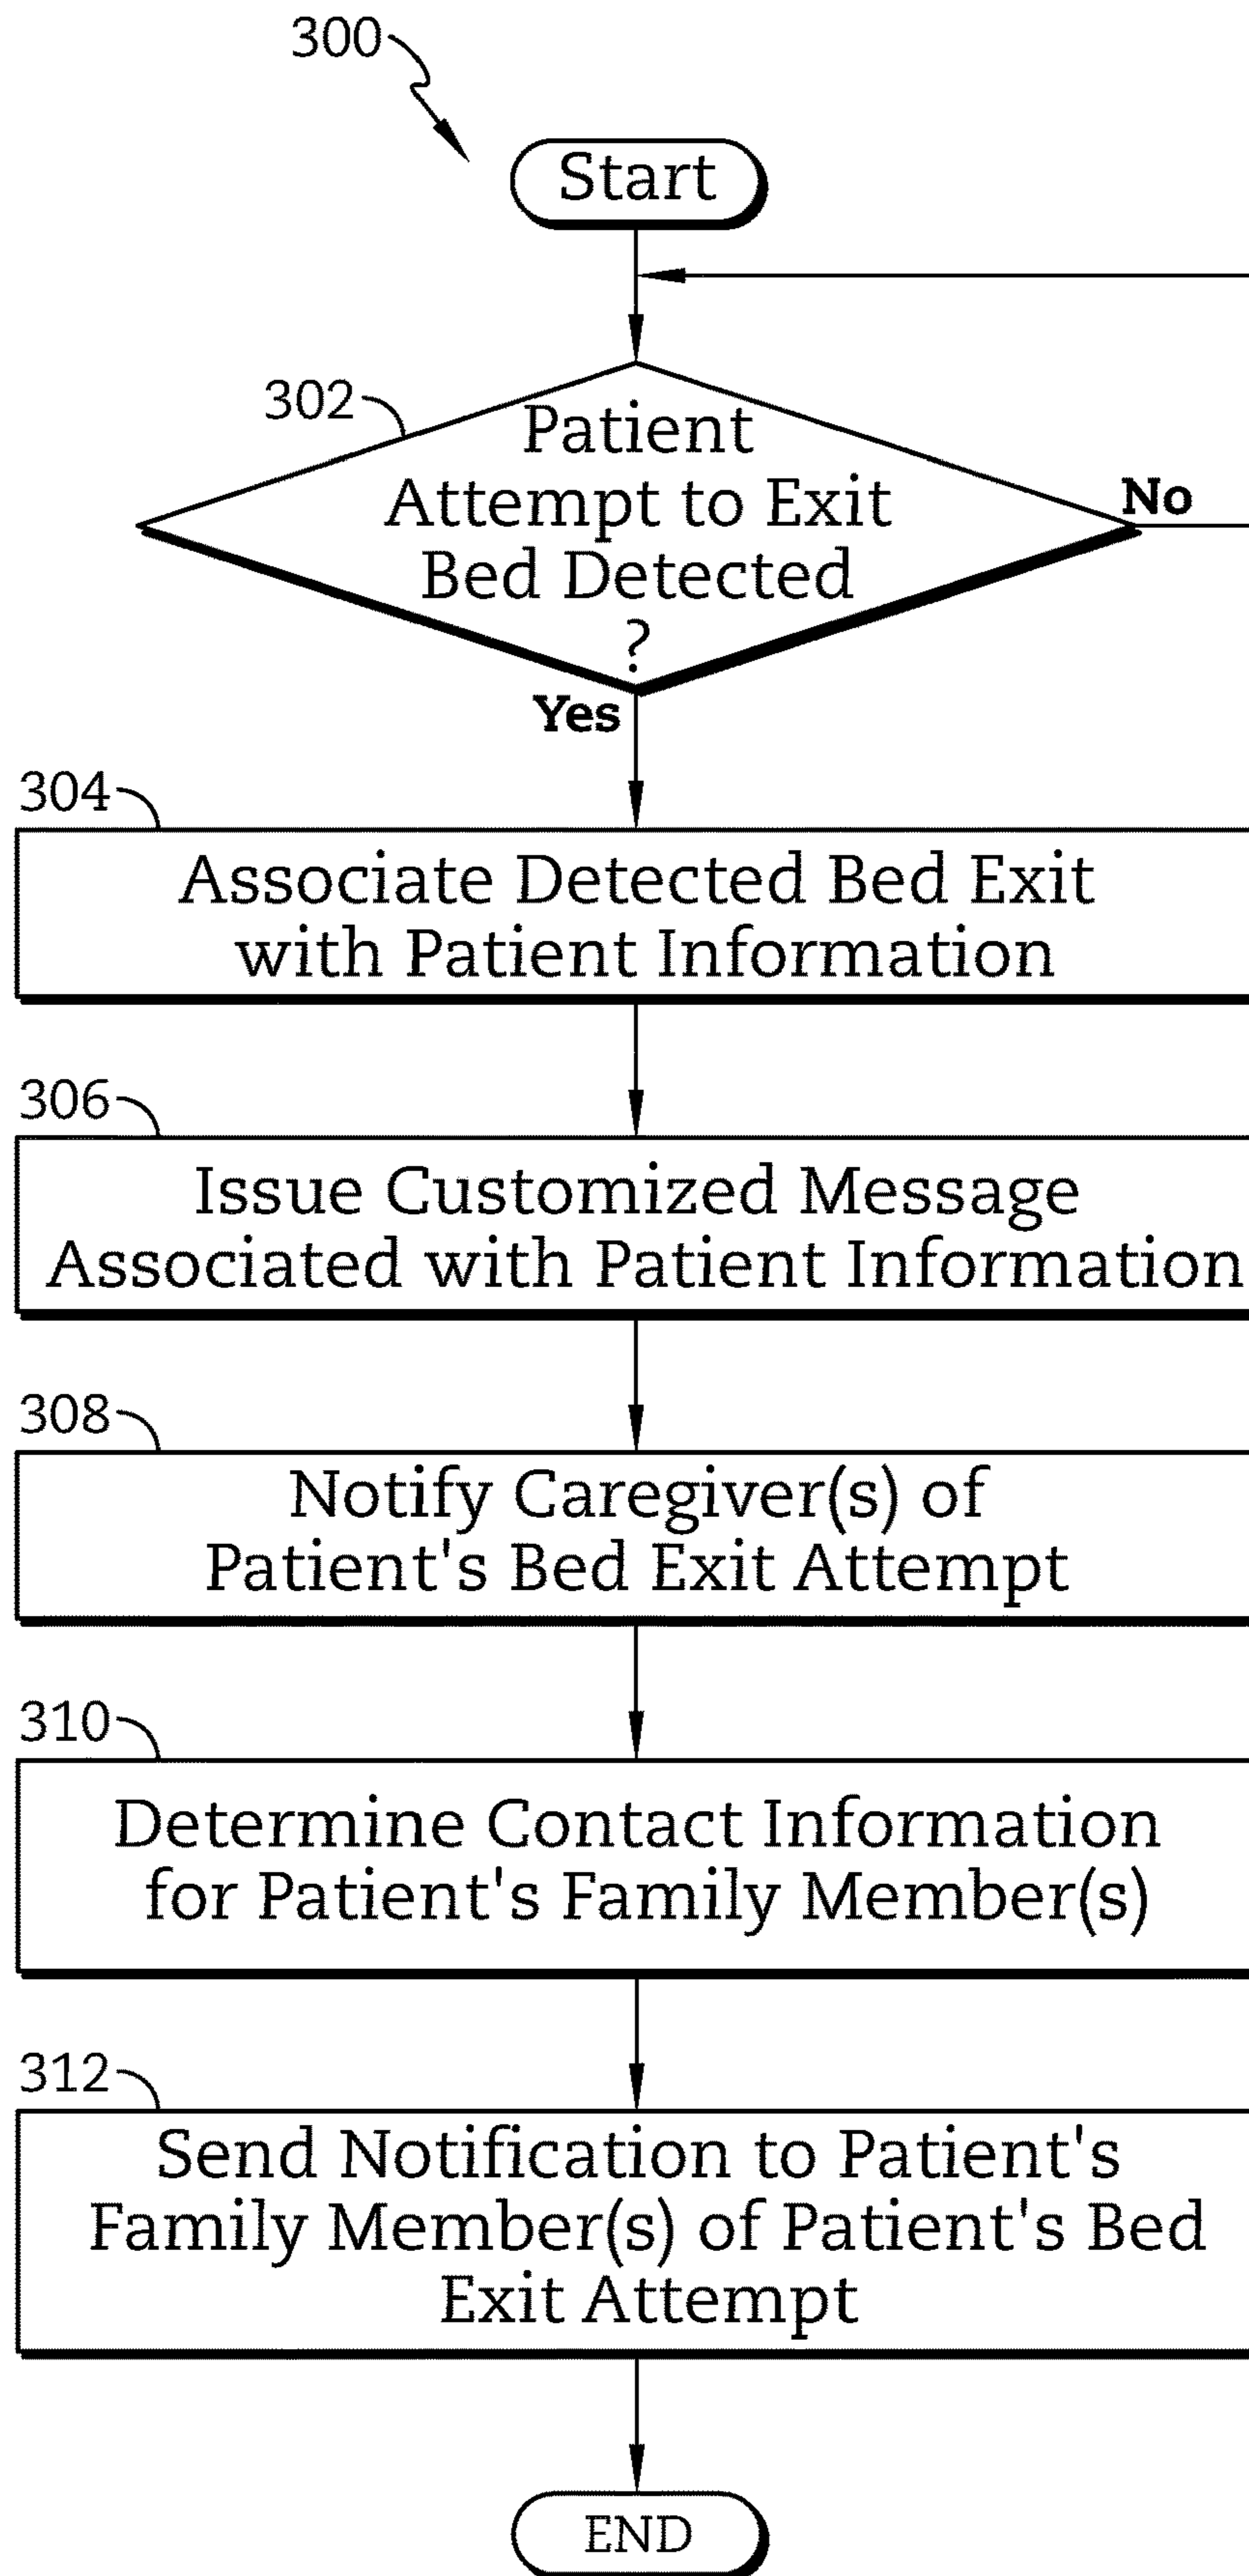 300
Start
302
Patient
Attempt to Exit
Bed Detected
?
No
Yes
304
Associate Detected Bed Exit
with Patient Information
306
Issue Customized Message
Associated with Patient Information
308
Notify Caregiver(s) of
Patient's Bed Exit Attempt
310
Determine Contact Information
for Patient's Family Member(s)
312
Send Notification to Patient's
Family Member(s) of Patient's Bed
Exit Attempt
END